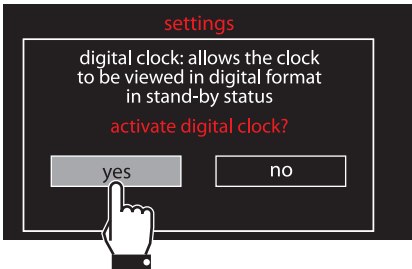 settings
digital clock: allows the clock
to be viewed in digital format
in stand-by status
activate digital clock?
yes
no